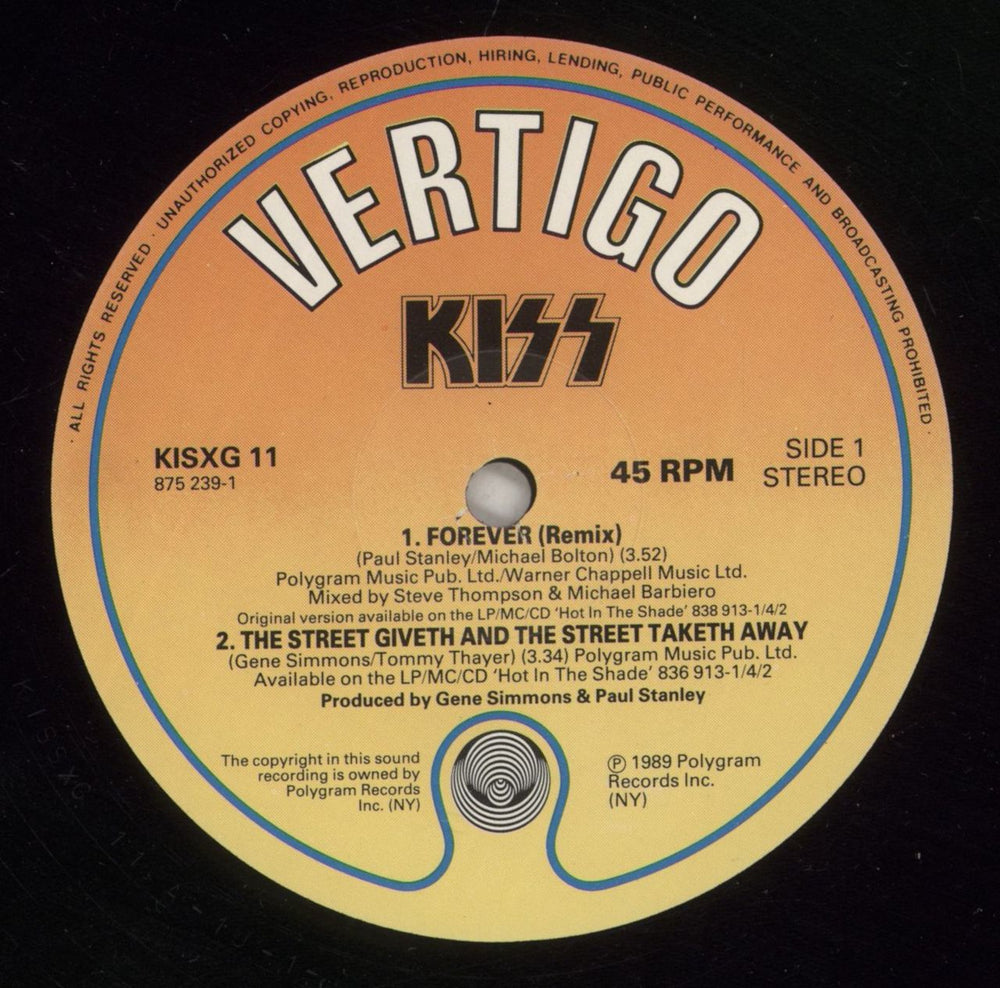 · ALL RIGHTS RESERVED · UNAUTHORIZED COPYING, REPRODUCTION, HIRING, LENDING, PUBLIC PERFORMANCE AND BROADCASTING PROHIBITED ·
VERTIGO
KISS
KISXG 11
875 239-1
45 RPM
SIDE 1
STEREO
1. FOREVER (Remix)
(Paul Stanley/Michael Bolton) (3.52)
Polygram Music Pub. Ltd./Warner Chappell Music Ltd.
Mixed by Steve Thompson & Michael Barbiero
Original version available on the LP/MC/CD ‘Hot In The Shade’ 838 913-1/4/2
2. THE STREET GIVETH AND THE STREET TAKETH AWAY
(Gene Simmons/Tommy Thayer) (3.34) Polygram Music Pub. Ltd.
Available on the LP/MC/CD ‘Hot In The Shade’ 836 913-1/4/2
Produced by Gene Simmons & Paul Stanley
The copyright in this sound
recording is owned by
Polygram Records
Inc. (NY)
℗ 1989 Polygram
Records Inc.
(NY)